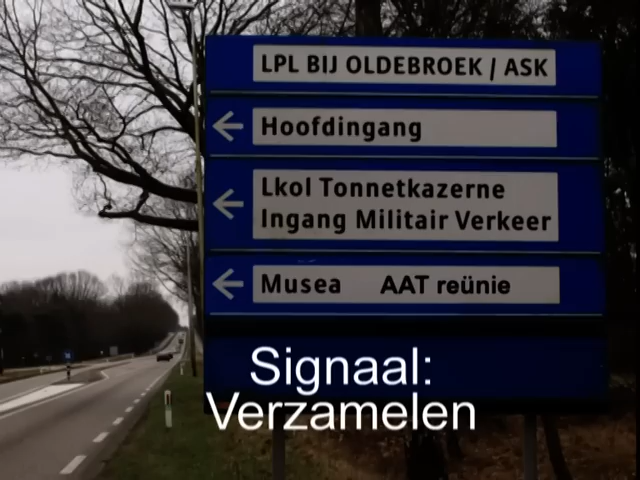 LPL BIJ OLDEBROEK / ASK
Hoofdingang
Lkol Tonnetkazerne
Ingang Militair Verkeer
Musea AAT reünie
Signaal:
Verzamelen